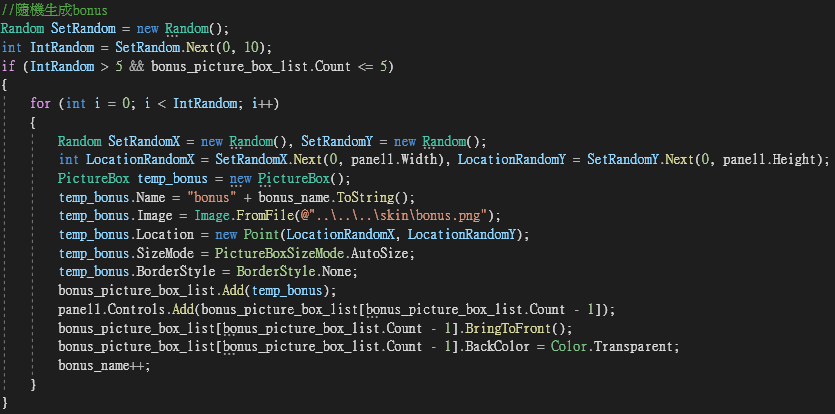 //隨機生成bonus
Random SetRandom = new Random();
int IntRandom = SetRandom.Next(0, 10);
if (IntRandom > 5 && bonus_picture_box_list.Count <= 5)
{
for (int i = 0; i < IntRandom; i++)
{
Random SetRandomX = new Random(), SetRandomY = new Random();
int LocationRandomX = SetRandomX.Next(0, panel1.Width), LocationRandomY = SetRandomY.Next(0, panel1.Height);
PictureBox temp_bonus = new PictureBox();
temp_bonus.Name = "bonus" + bonus_name.ToString();
temp_bonus.Image = Image.FromFile(@"..\..\..\skin\bonus.png");
temp_bonus.Location = new Point(LocationRandomX, LocationRandomY);
temp_bonus.SizeMode = PictureBoxSizeMode.AutoSize;
temp_bonus.BorderStyle = BorderStyle.None;
bonus_picture_box_list.Add(temp_bonus);
panel1.Controls.Add(bonus_picture_box_list[bonus_picture_box_list.Count - 1]);
bonus_picture_box_list[bonus_picture_box_list.Count - 1].BringToFront();
bonus_picture_box_list[bonus_picture_box_list.Count - 1].BackColor = Color.Transparent;
bonus_name++;
}
}